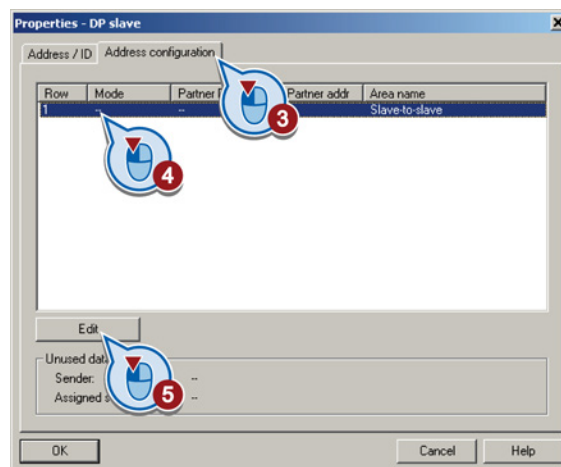 Properties - DP slave
Address / ID Address configuration
Row Mode Partner Partner addr Area name
1 -- -- Slave-to-slave
3
4
Edit
5
Unused
Sender: --
Assigned --
OK Cancel Help